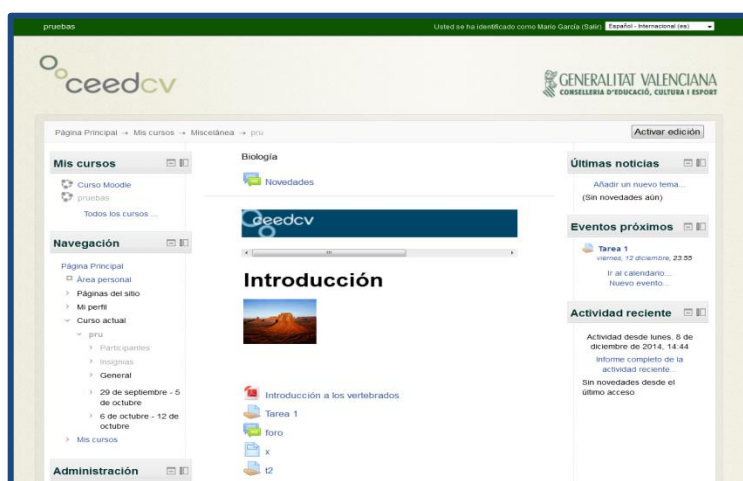 pruebas
Usted se ha identificado como Mario García (Salir) Español - Internacional (es)
ceedcv
GENERALITAT VALENCIANA
CONSELLERIA D'EDUCACIÓ, CULTURA I ESPORT
Página Principal → Mis cursos → Miscelánea → pru
Activar edición
Mis cursos
Curso Moodle
pruebas
Todos los cursos ...
Navegación
Página Principal
Área personal
Páginas del sitio
Mi perfil
Curso actual
pru
Participantes
Insignias
General
29 de septiembre - 5
de octubre
6 de octubre - 12 de
octubre
Mis cursos
Administración
Biología
Novedades
ceedcv
Introducción
Introducción a los vertebrados
Tarea 1
foro
x
t2
Últimas noticias
Añadir un nuevo tema...
(Sin novedades aún)
Eventos próximos
Tarea 1
viernes, 12 diciembre, 23:55
Ir al calendario...
Nuevo evento...
Actividad reciente
Actividad desde lunes, 8 de
diciembre de 2014, 14:44
Informe completo de la
actividad reciente...
Sin novedades desde el
último acceso